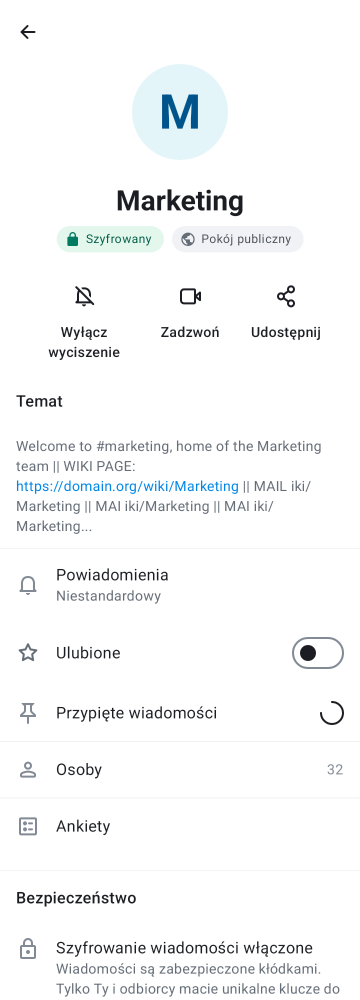 M
Marketing
Szyfrowany
Pokój publiczny
Wyłącz
wyciszenie
Zadzwoń
Udostępnij
Temat
Welcome to #marketing, home of the Marketing
team || WIKI PAGE:
https://domain.org/wiki/Marketing || MAIL iki/
Marketing || MAI iki/Marketing || MAI iki/
Marketing...
Powiadomienia
Niestandardowy
Ulubione
Przypięte wiadomości
Osoby 32
Ankiety
Bezpieczeństwo
Szyfrowanie wiadomości włączone
Wiadomości są zabezpieczone kłódkami.
Tylko Ty i odbiorcy macie unikalne klucze do